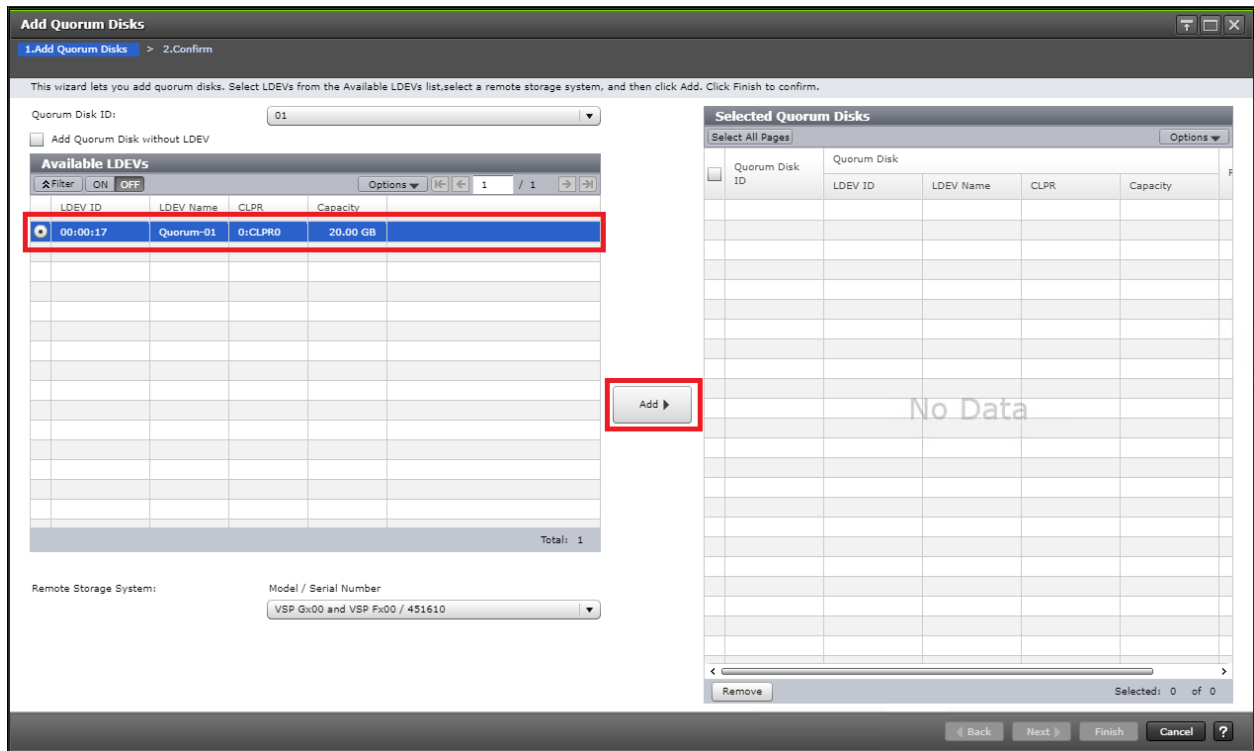 Add Quorum Disks
1.Add Quorum Disks > 2.Confirm
This wizard lets you add quorum disks. Select LDEVs from the Available LDEVs list,select a remote storage system, and then click Add. Click Finish to confirm.
Quorum Disk ID: 01
Add Quorum Disk without LDEV
Available LDEVs
Filter ON OFF Options 1 / 1
LDEV ID LDEV Name CLPR Capacity
00:00:17 Quorum-01 0:CLPR0 20.00 GB
Total: 1
Remote Storage System: Model / Serial Number
VSP Gx00 and VSP Fx00 / 451610
Add
Selected Quorum Disks
Select All Pages Options
Quorum Disk ID
Quorum Disk
LDEV ID LDEV Name CLPR Capacity
No Data
Remove Selected: 0 of 0
Back Next Finish Cancel ?